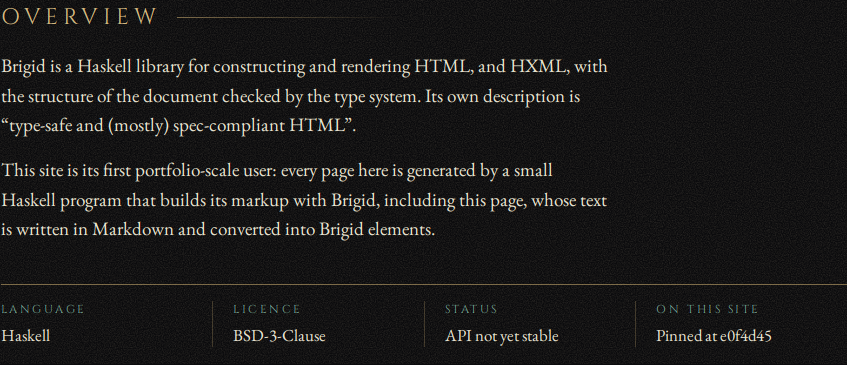 OVERVIEW
Brigid is a Haskell library for constructing and rendering HTML, and HXML, with
the structure of the document checked by the type system. Its own description is
“type-safe and (mostly) spec-compliant HTML”.
This site is its first portfolio-scale user: every page here is generated by a small
Haskell program that builds its markup with Brigid, including this page, whose text
is written in Markdown and converted into Brigid elements.
LANGUAGE
Haskell
LICENCE
BSD-3-Clause
STATUS
API not yet stable
ON THIS SITE
Pinned at e0f4d45